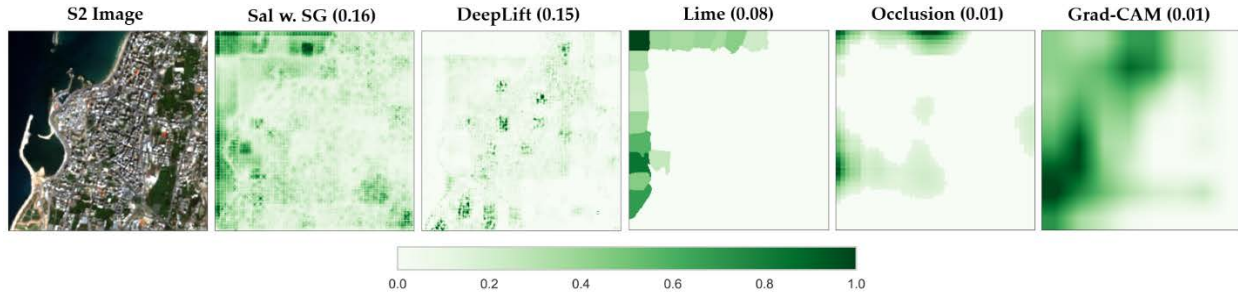 S2 Image Sal w. SG (0.16) DeepLift (0.15) Lime (0.08) Occlusion (0.01) Grad-CAM (0.01)
0.0 0.2 0.4 0.6 0.8 1.0